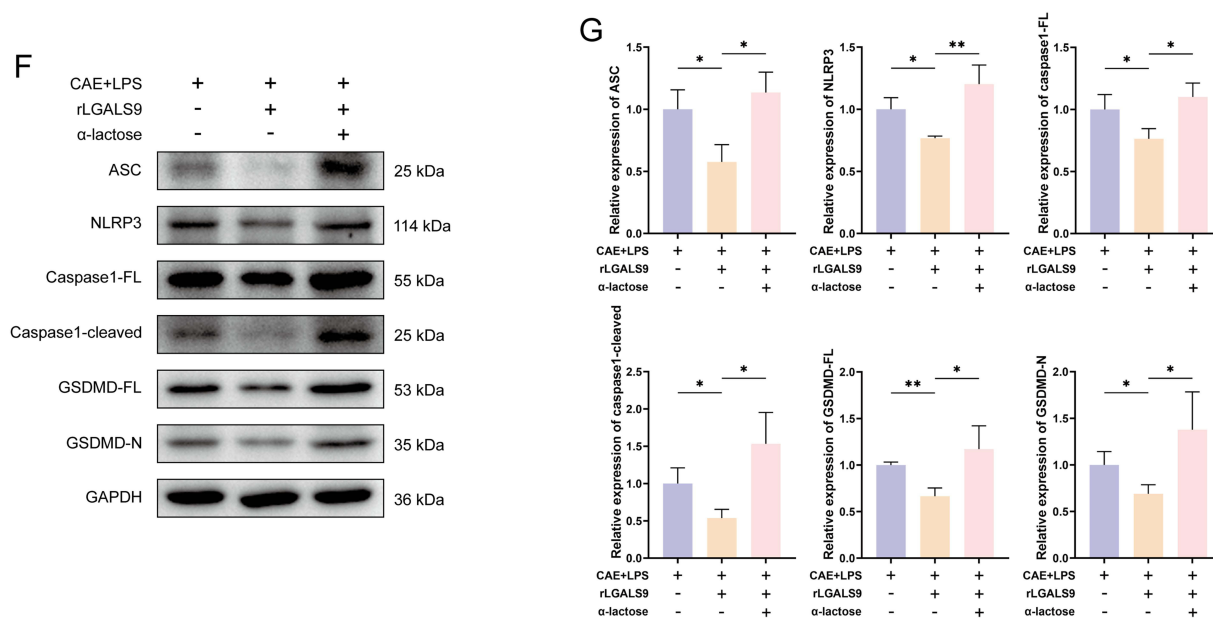 F
CAE+LPS + + +
rLGALS9 - + +
α-lactose - - +
ASC 25 kDa
NLRP3 114 kDa
Caspase1-FL 55 kDa
Caspase1-cleaved 25 kDa
GSDMD-FL 53 kDa
GSDMD-N 35 kDa
GAPDH 36 kDa
G
Relative expression of ASC
1.5
1.0
0.5
0.0
* *
CAE+LPS + + +
rLGALS9 - + +
α-lactose - - +
Relative expression of NLRP3
2.0
1.5
1.0
0.5
0.0
* **
CAE+LPS + + +
rLGALS9 - + +
α-lactose - - +
Relative expression of caspase1-FL
1.5
1.0
0.5
0.0
* *
CAE+LPS + + +
rLGALS9 - + +
α-lactose - - +
Relative expression of caspase1-cleaved
2.5
2.0
1.5
1.0
0.5
0.0
* *
CAE+LPS + + +
rLGALS9 - + +
α-lactose - - +
Relative expression of GSDMD-FL
2.0
1.5
1.0
0.5
0.0
** *
CAE+LPS + + +
rLGALS9 - + +
α-lactose - - +
Relative expression of GSDMD-N
2.0
1.5
1.0
0.5
0.0
* *
CAE+LPS + + +
rLGALS9 - + +
α-lactose - - +